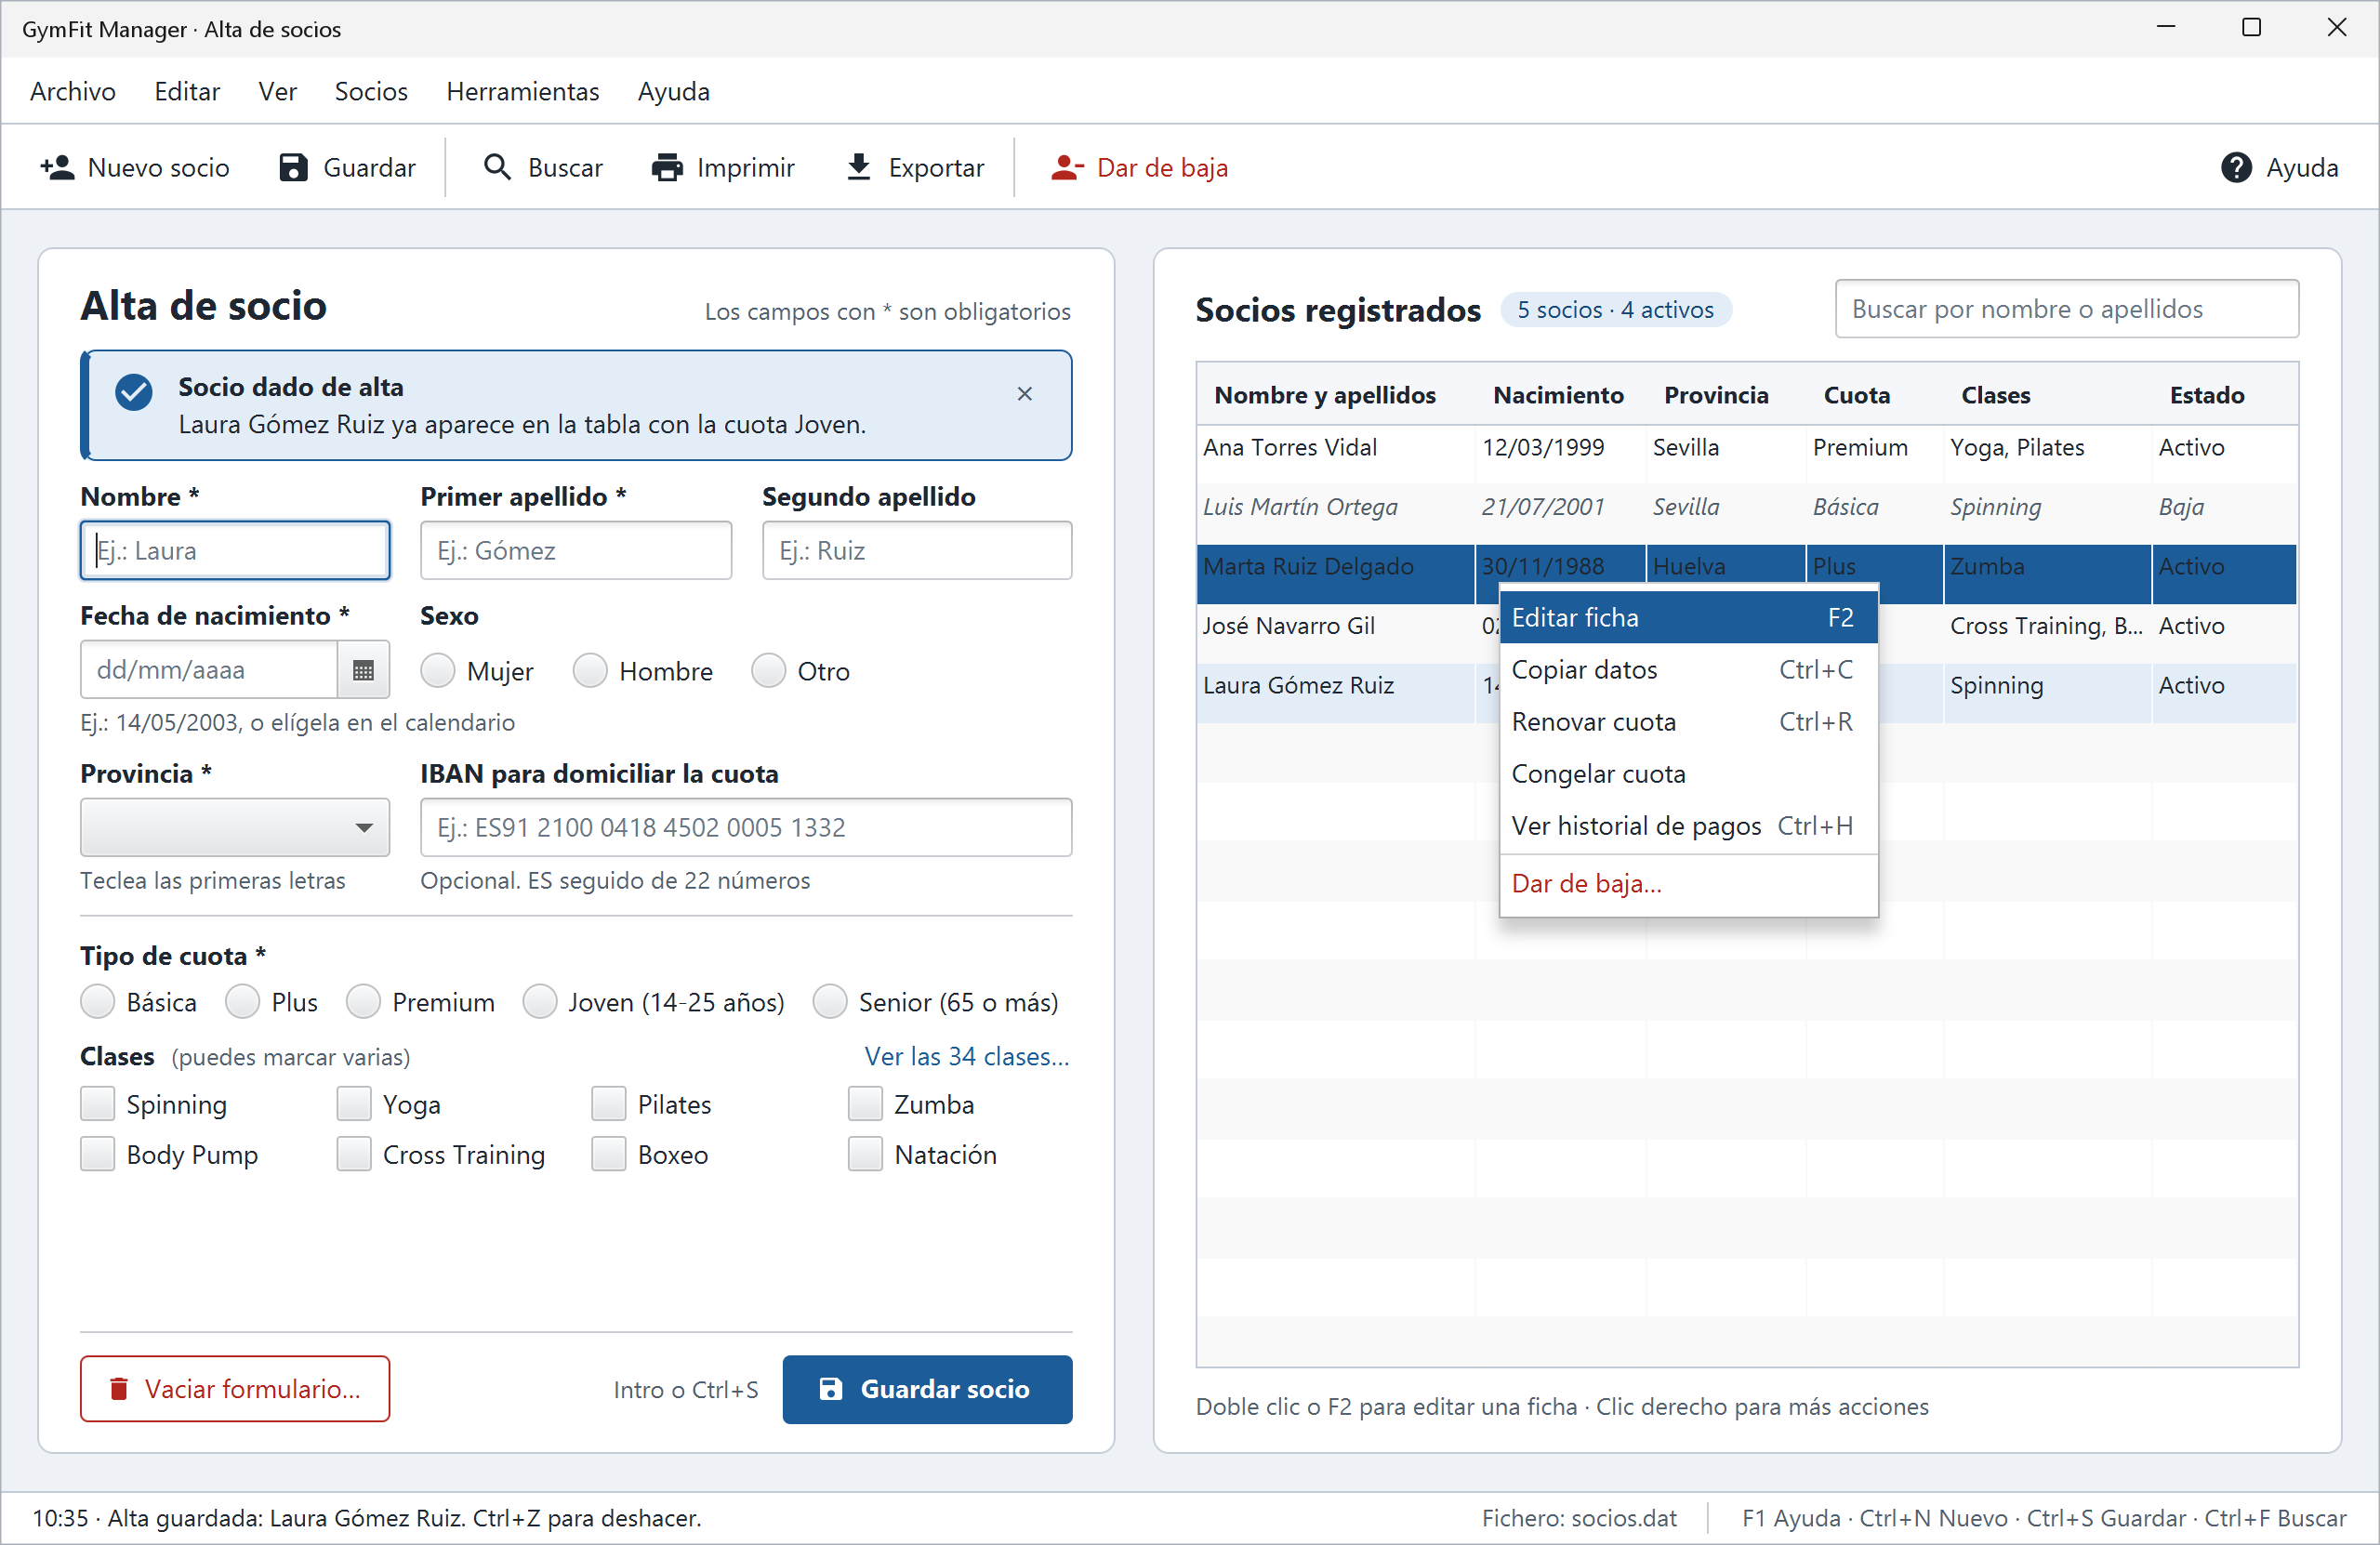 GymFit Manager · Alta de socios
Archivo Editar Ver Socios Herramientas Ayuda
Nuevo socio Guardar Buscar Imprimir Exportar Dar de baja Ayuda
Alta de socio
Los campos con * son obligatorios
Socio dado de alta
Laura Gómez Ruiz ya aparece en la tabla con la cuota Joven.
Nombre * Primer apellido * Segundo apellido
Ej.: Laura Ej.: Gómez Ej.: Ruiz
Fecha de nacimiento * Sexo
dd/mm/aaaa Mujer Hombre Otro
Ej.: 14/05/2003, o elígela en el calendario
Provincia * IBAN para domiciliar la cuota
Ej.: ES91 2100 0418 4502 0005 1332
Teclea las primeras letras Opcional. ES seguido de 22 números
Tipo de cuota *
Básica Plus Premium Joven (14-25 años) Senior (65 o más)
Clases (puedes marcar varias) Ver las 34 clases...
Spinning Yoga Pilates Zumba
Body Pump Cross Training Boxeo Natación
Vaciar formulario... Intro o Ctrl+S Guardar socio
Socios registrados 5 socios · 4 activos Buscar por nombre o apellidos
Nombre y apellidos Nacimiento Provincia Cuota Clases Estado
Ana Torres Vidal 12/03/1999 Sevilla Premium Yoga, Pilates Activo
Luis Martín Ortega 21/07/2001 Sevilla Básica Spinning Baja
Marta Ruiz Delgado 30/11/1988 Huelva Plus Zumba Activo
José Navarro Gil Cross Training, B... Activo
Laura Gómez Ruiz Spinning Activo
Editar ficha F2
Copiar datos Ctrl+C
Renovar cuota Ctrl+R
Congelar cuota
Ver historial de pagos Ctrl+H
Dar de baja...
Doble clic o F2 para editar una ficha · Clic derecho para más acciones
10:35 · Alta guardada: Laura Gómez Ruiz. Ctrl+Z para deshacer.
Fichero: socios.dat F1 Ayuda · Ctrl+N Nuevo · Ctrl+S Guardar · Ctrl+F Buscar